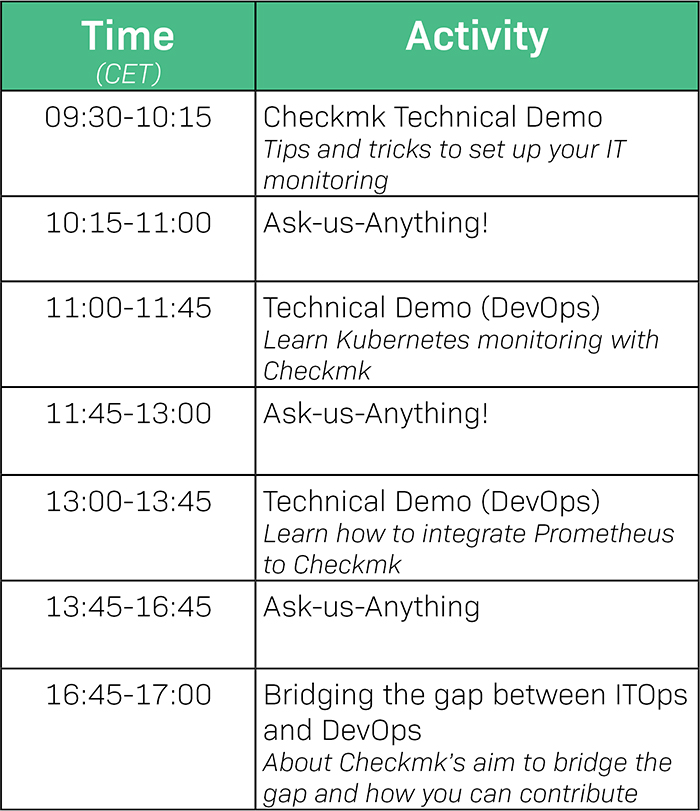 Time
(CET)
Activity
09:30-10:15
Checkmk Technical Demo
Tips and tricks to set up your IT
monitoring
10:15-11:00
Ask-us-Anything!
11:00-11:45
Technical Demo (DevOps)
Learn Kubernetes monitoring with
Checkmk
11:45-13:00
Ask-us-Anything!
13:00-13:45
Technical Demo (DevOps)
Learn how to integrate Prometheus
to Checkmk
13:45-16:45
Ask-us-Anything
16:45-17:00
Bridging the gap between ITOps
and DevOps
About Checkmk's aim to bridge the
gap and how you can contribute